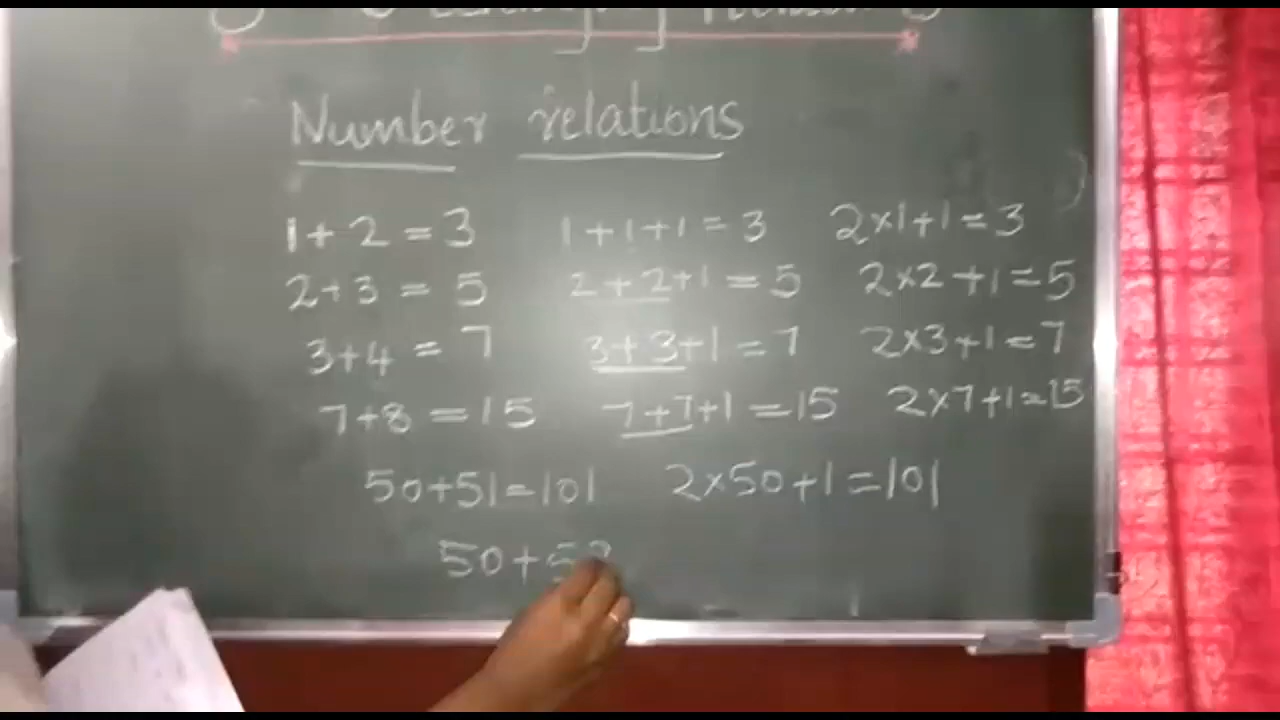 Number relations
1+2=3 1+1+1=3 2×1+1=3
2+3=5 2+2+1=5 2×2+1=5
3+4=7 3+3+1=7 2×3+1=7
7+8=15 7+7+1=15 2×7+1=15
50+51=101 2×50+1=101
50+